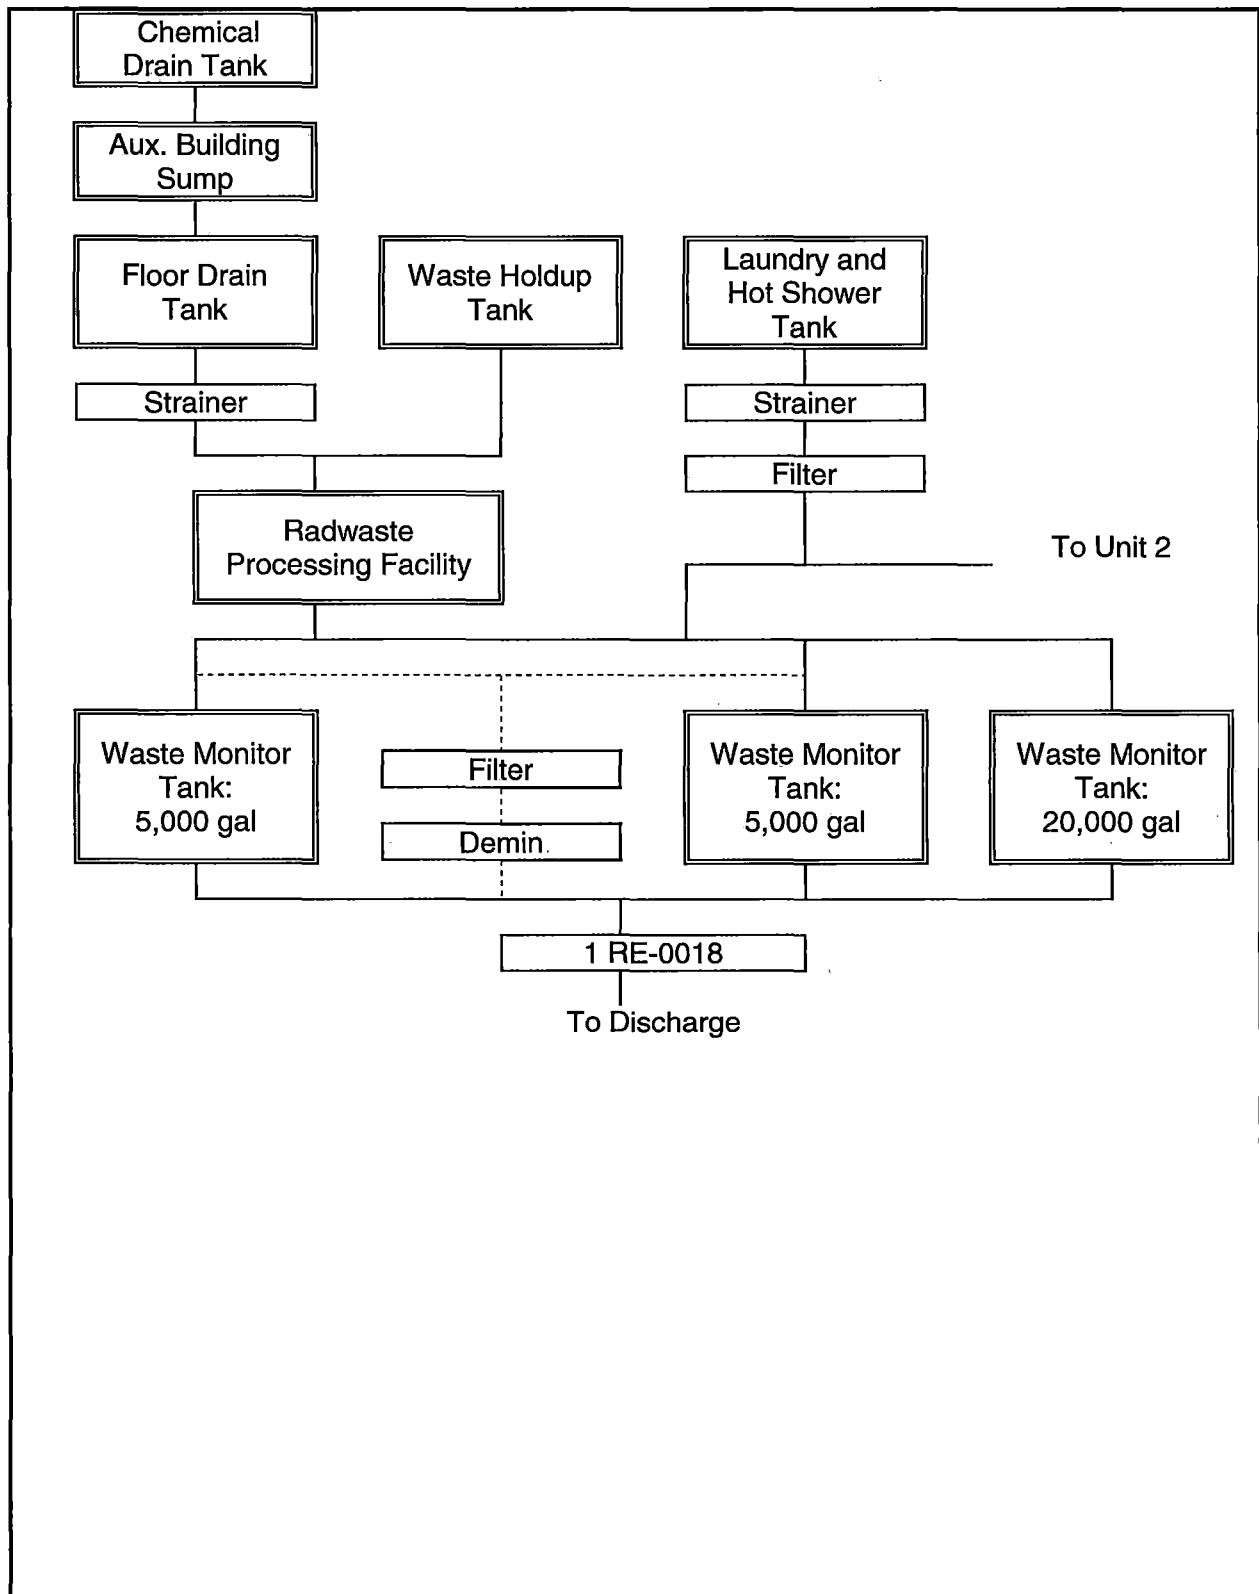 Chemical
Drain Tank
Aux. Building
Sump
Floor Drain
Tank
Waste Holdup
Tank
Laundry and
Hot Shower
Tank
Strainer
Strainer
Filter
Radwaste
Processing Facility
To Unit 2
Waste Monitor
Tank:
5,000 gal
Filter
Demin.
Waste Monitor
Tank:
5,000 gal
Waste Monitor
Tank:
20,000 gal
1 RE-0018
To Discharge